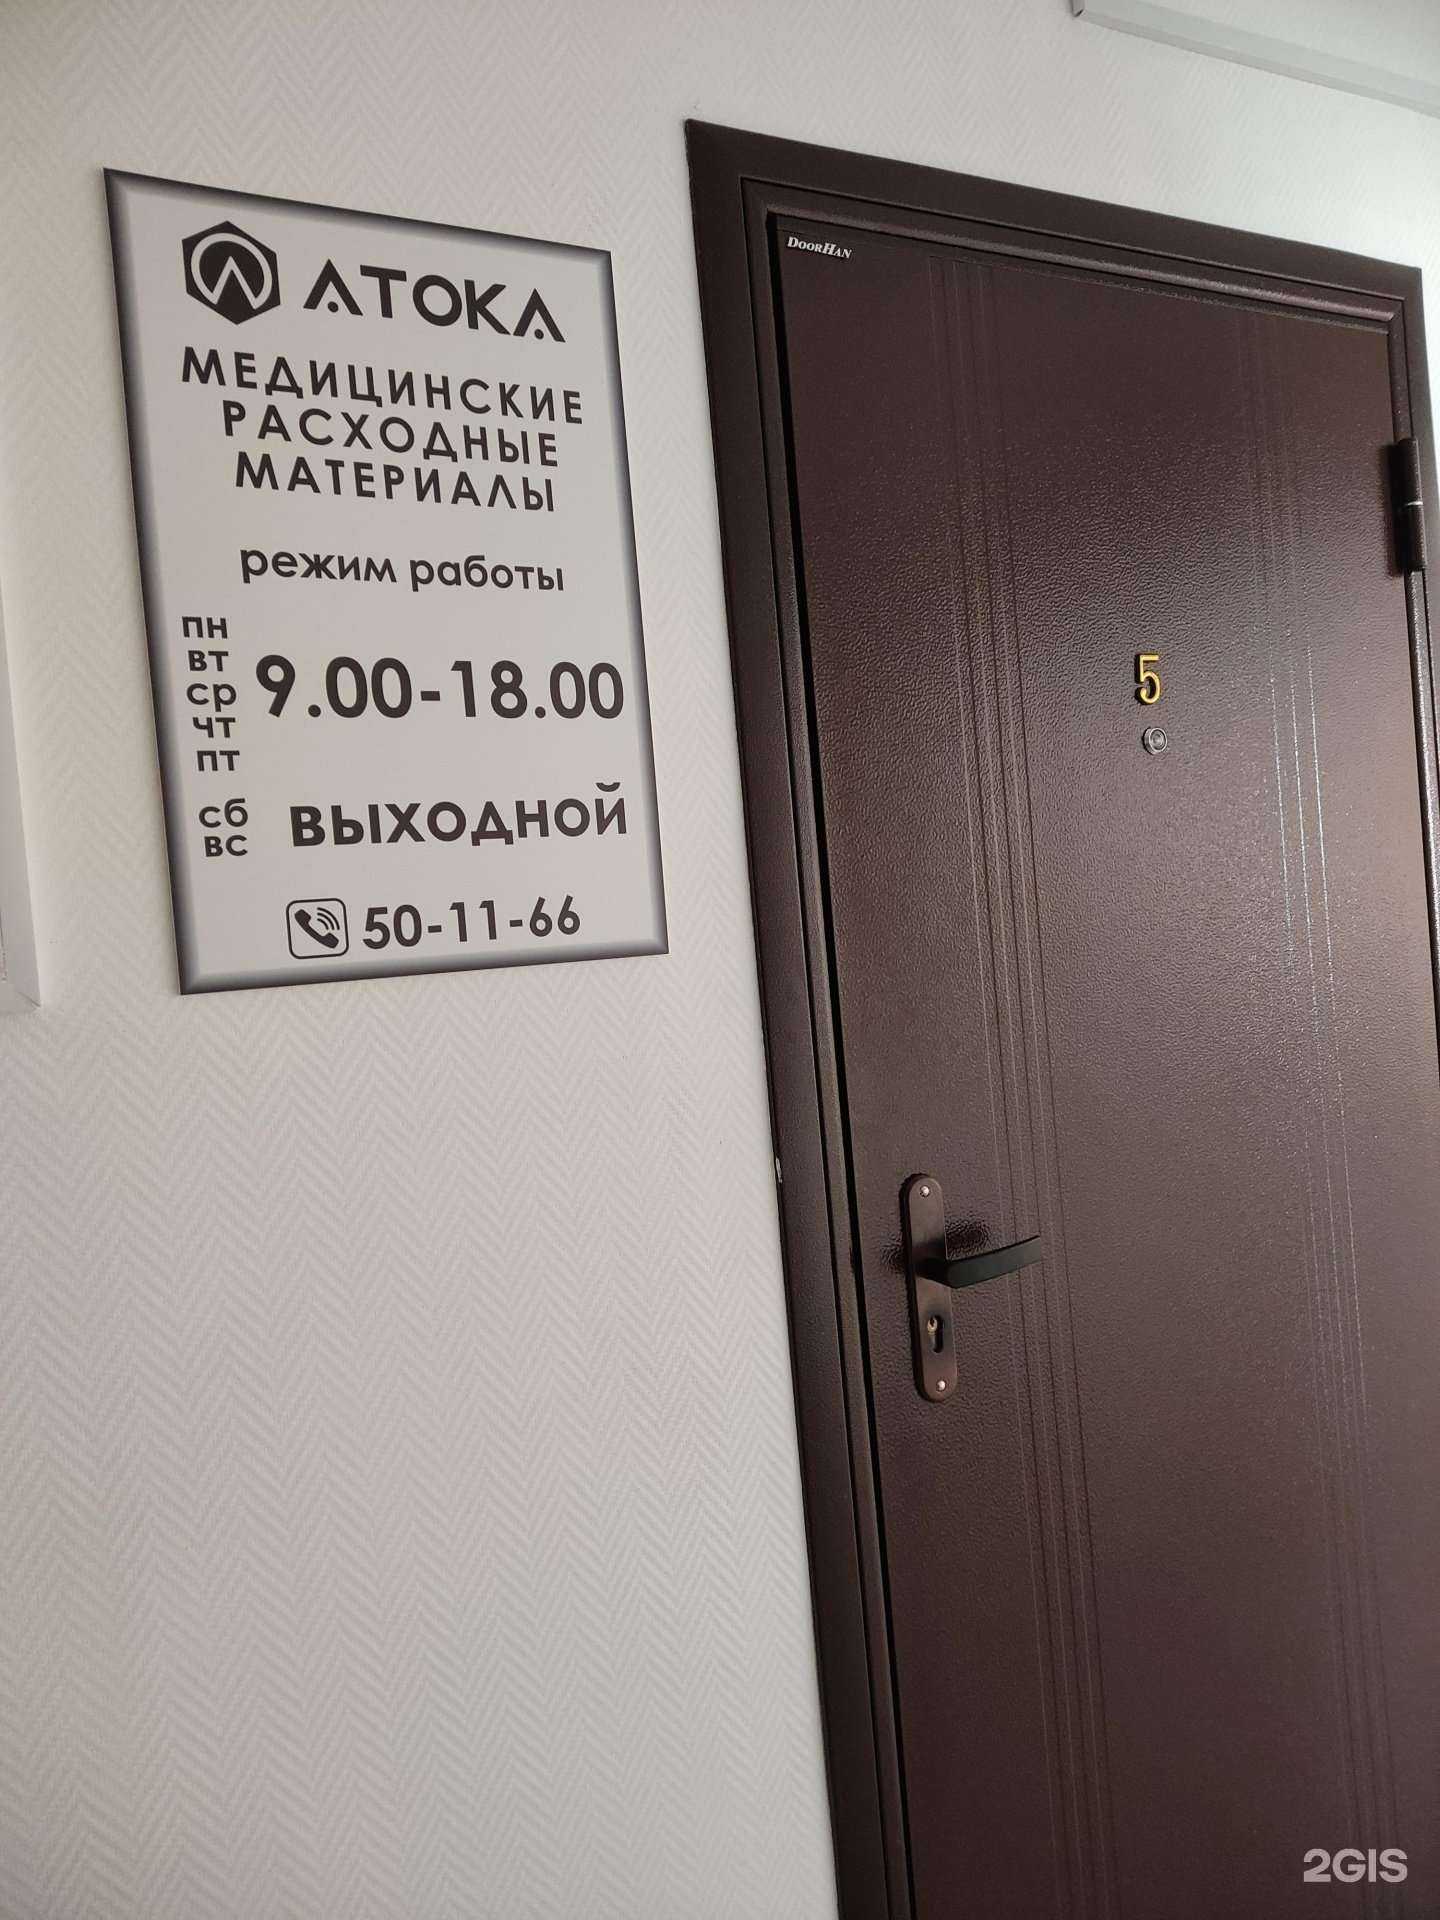 АТОКА
МЕДИЦИНСКИЕ
РАСХОДНЫЕ
МАТЕРИАЛЫ
режим работы
пн
вт
ср
чт
пт
9.00-18.00
сб
вс
ВЫХОДНОЙ
50-11-66
DOORHAN
5
2GIS